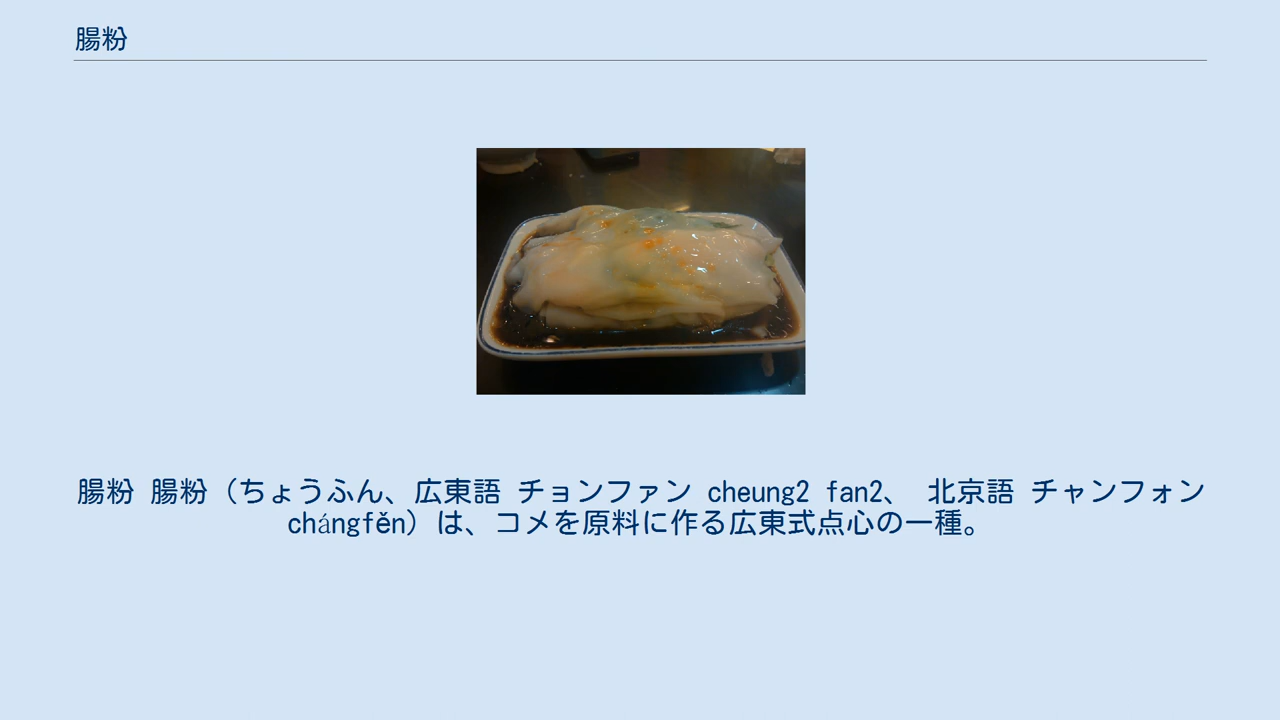 腸粉
腸粉 腸粉（ちょうふん、広東語 チョンファン cheung2 fan2、 北京語 チャンフォン
chángfěn）は、コメを原料に作る広東式点心の一種。